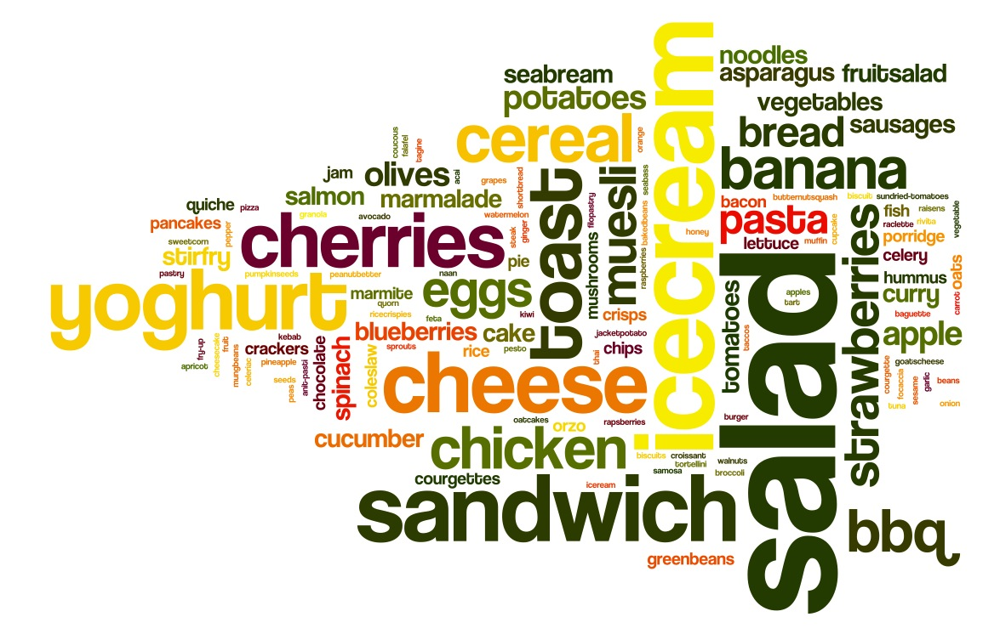 noodles
seabream
asparagus
fruitsalad
potatoes
vegetables
icecream
cereal
orange
bread
sausages
coucous
falafel
tagine
banana
jam
olives
acai
grapes
shortbread
toast
muesli
seabass
quiche
pizza
salmon
marmalade
filopastry
bakedbeans
bacon
butternutsquash
biscuit
sundried-tomatoes
granola
avocado
watermelon
fish
raisens
vegetable
pancakes
pepper
cherries
steak
ginger
honey
pasta
cupcake
strawberries
raclette
rivita
sweetcorn
stirfry
pie
mushrooms
raspberries
lettuce
muffin
porridge
celery
pastry
pumpkinseeds
peanutbetter
naan
oats
yoghurt
marmite
eggs
hummus
quorn
tomatoes
salad
apples
tart
curry
carrot
ricecrispies
feta
kiwi
crisps
baguette
blueberries
cake
jacketpotato
tacos
apple
fry-up
cheesecake
fruit
kebab
crackers
chocolate
spinach
coleslaw
sprouts
rice
pesto
thai
chips
apricot
mungbeans
celeriac
pineapple
anit-pasti
goatscheese
seeds
peas
cheese
courgette
focaccia
sesame
garlic
beans
tuna
onion
oatcakes
orzo
rapsberries
burger
cucumber
chicken
biscuits
croissant
tortellini
walnuts
samosa
broccoli
courgettes
iceream
sandwich
bbq
greenbeans